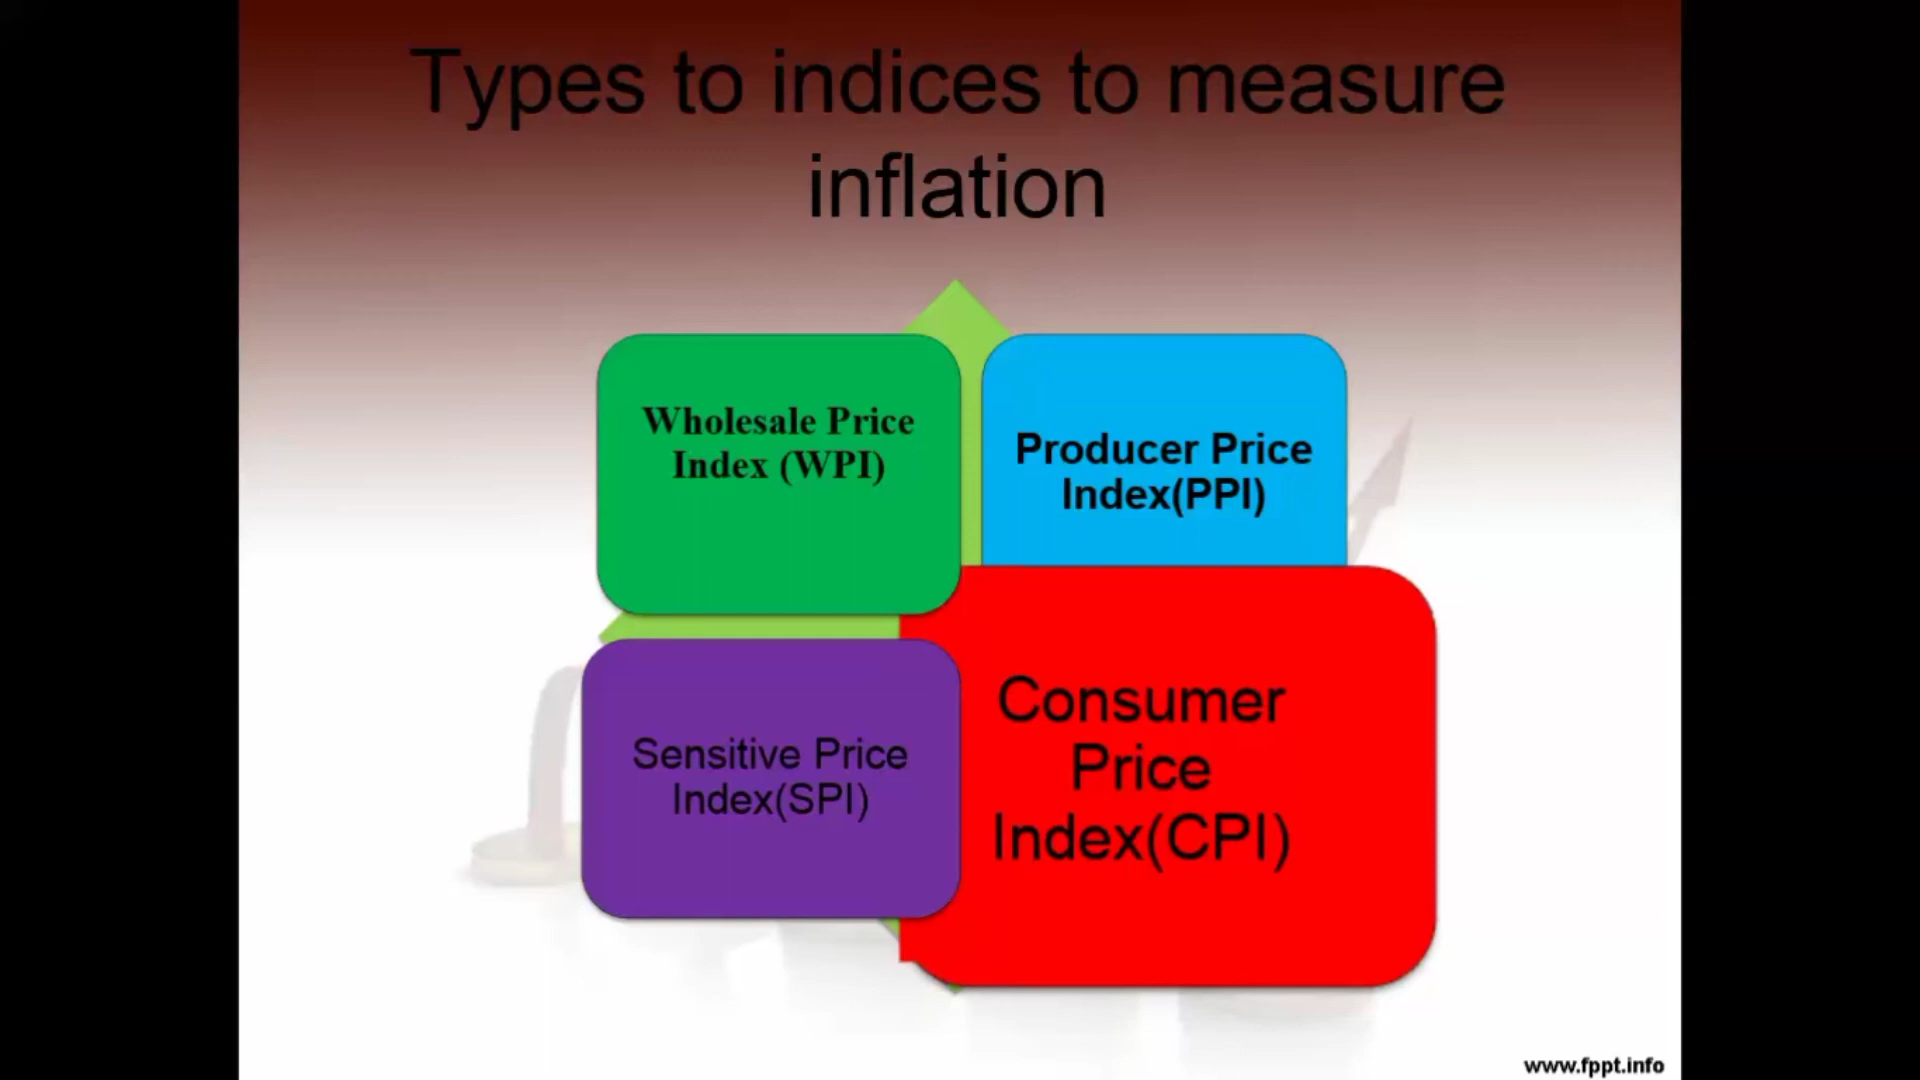 Types to indices to measure
inflation
Wholesale Price
Index (WPI)
Producer Price
Index(PPI)
Sensitive Price
Index(SPI)
Consumer
Price
Index(CPI)
www.fppt.info